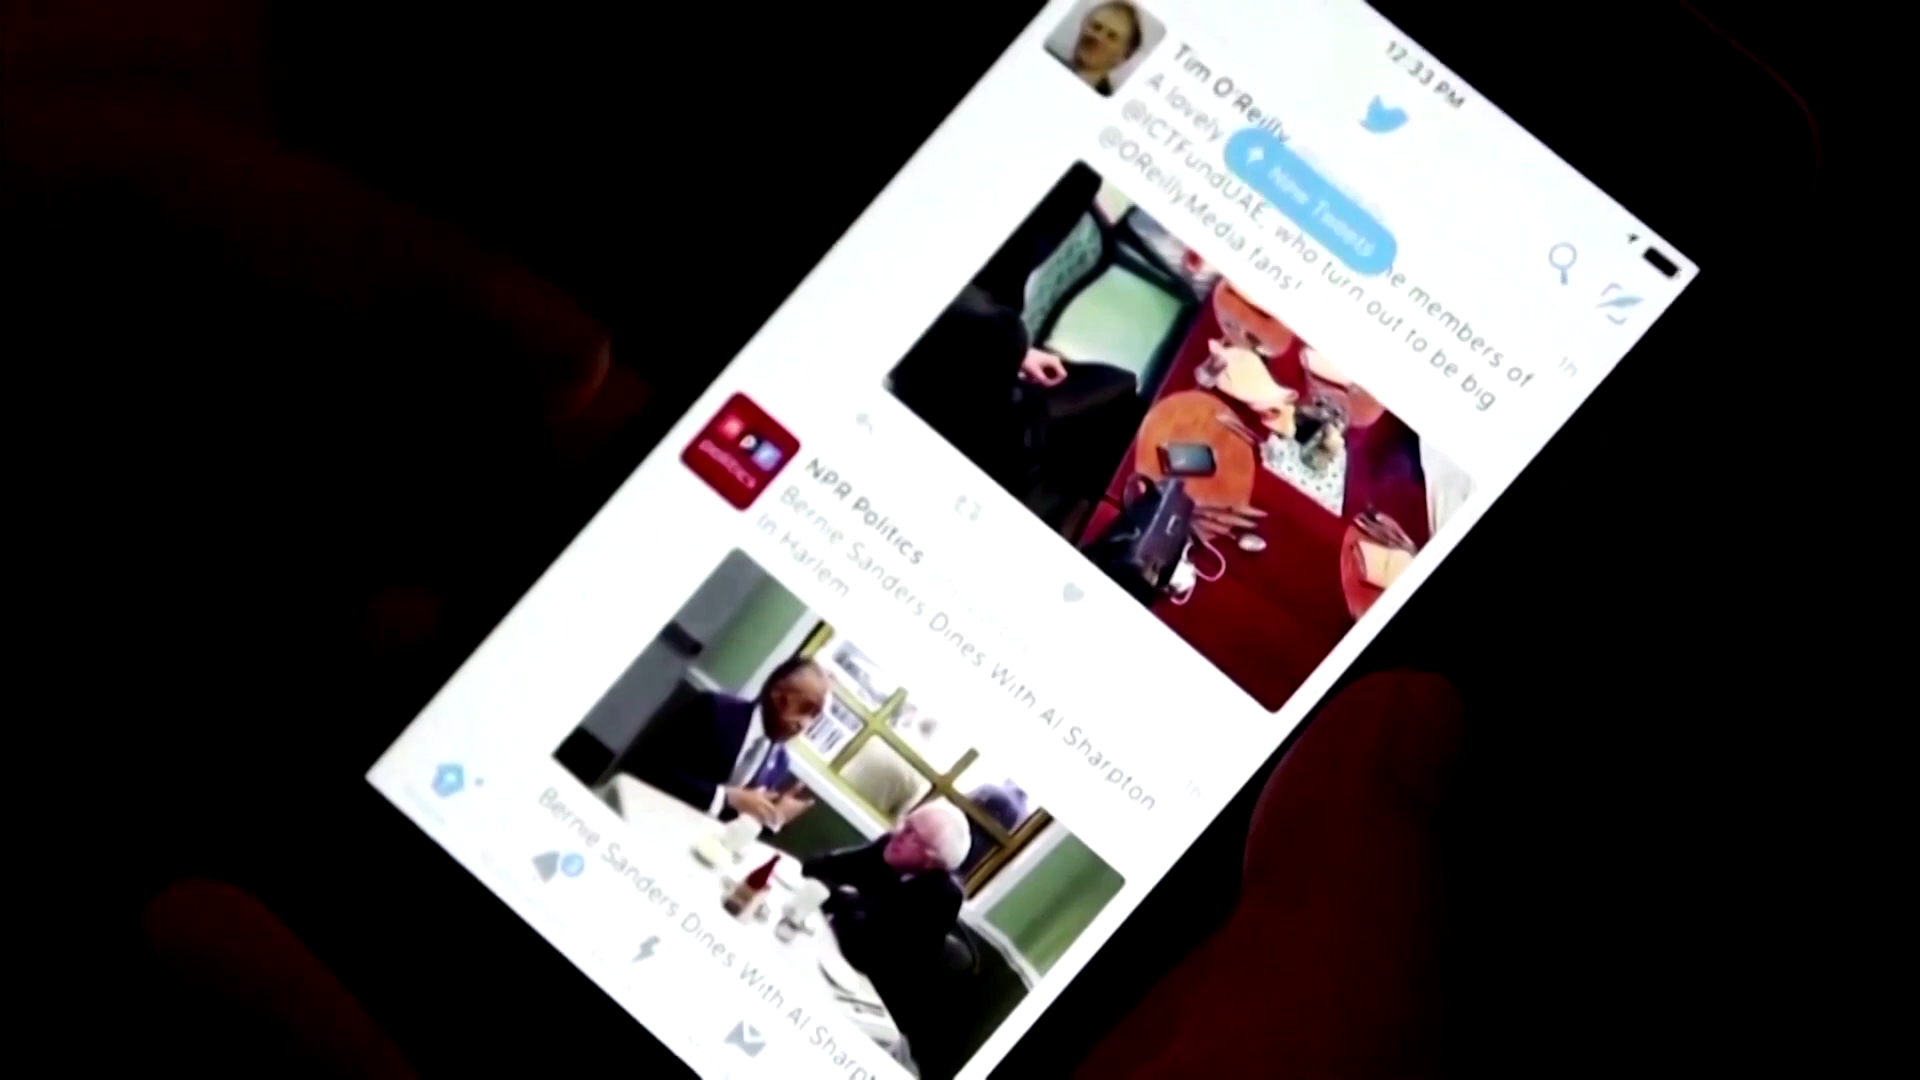 12:33 PM
Tim O'Reilly
1h
A lovely
New Tweets
members of
@ICTFundUAE, who turn out to be big
@OReillyMedia fans!
NPR Politics
1h
Bernie Sanders Dines With Al Sharpton
In Harlem
Bernie Sanders Dines With Al Sharpt